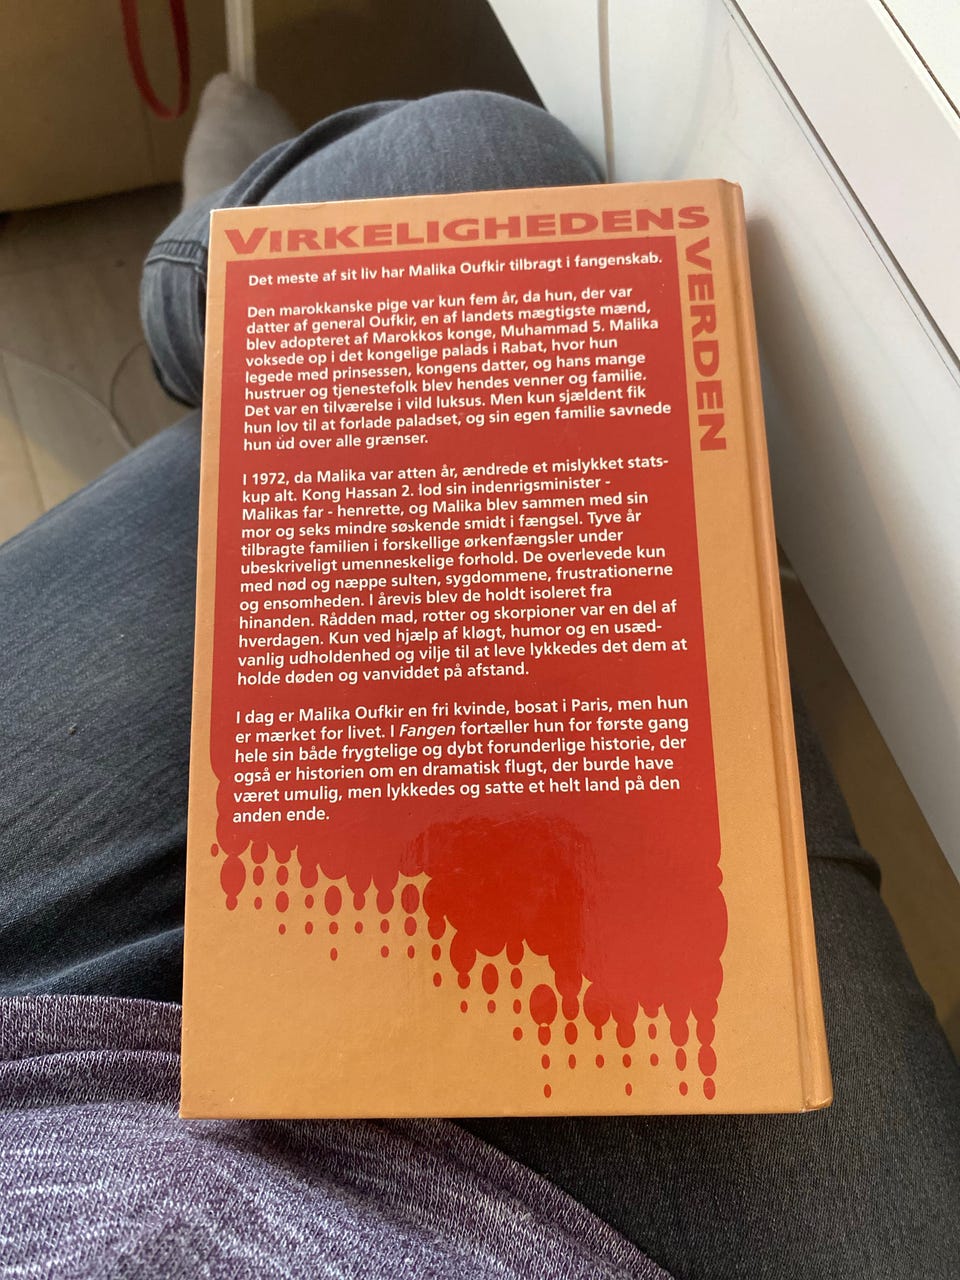 VIRKELIGHEDENS
VERDEN
Det meste af sit liv har Malika Oufkir tilbragt i fangenskab.
Den marokkanske pige var kun fem år, da hun, der var
datter af general Oufkir, en af landets mægtigste mænd,
blev adopteret af Marokkos konge, Muhammad 5. Malika
voksede op i det kongelige palads i Rabat, hvor hun
legede med prinsessen, kongens datter, og hans mange
hustruer og tjenestefolk blev hendes venner og familie.
Det var en tilværelse i vild luksus. Men kun sjældent fik
hun lov til at forlade paladset, og sin egen familie savnede
hun ud over alle grænser.
I 1972, da Malika var atten år, ændrede et mislykket stats-
kup alt. Kong Hassan 2. lod sin indenrigsminister -
Malikas far - henrette, og Malika blev sammen med sin
mor og seks mindre søskende smidt i fængsel. Tyve år
tilbragte familien i forskellige ørkenfængsler under
ubeskriveligt umenneskelige forhold. De overlevede kun
med nød og næppe sulten, sygdommene, frustrationerne
og ensomheden. I årevis blev de holdt isoleret fra
hinanden. Rådden mad, rotter og skorpioner var en del af
hverdagen. Kun ved hjælp af kløgt, humor og en usæd-
vanlig udholdenhed og vilje til at leve lykkedes det dem at
holde døden og vanviddet på afstand.
I dag er Malika Oufkir en fri kvinde, bosat i Paris, men hun
er mærket for livet. I Fangen fortæller hun for første gang
hele sin både frygtelige og dybt forunderlige historie, der
også er historien om en dramatisk flugt, der burde have
været umulig, men lykkedes og satte et helt land på den
anden ende.